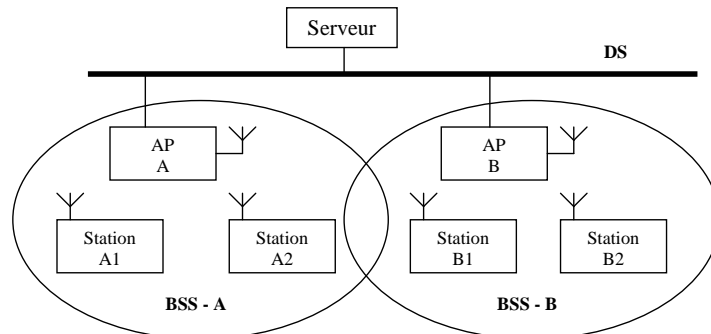 Serveur
DS
AP
A
AP
B
Station
A1
Station
A2
Station
B1
Station
B2
BSS - A
BSS - B